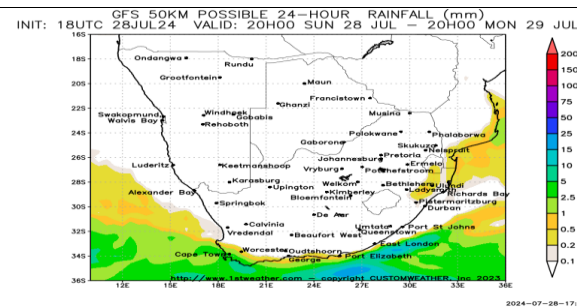 GFS 50KM POSSIBLE 24-HOUR RAINFALL (mm)
INIT: 18UTC 28JUL24 VALID: 20H00 SUN 28 JUL – 20H00 MON 29 JUL
16S
18S
20S
22S
24S
26S
28S
30S
32S
34S
36S
Ondangwa
Rundu
Grootfontein
Maun
Francistown
Ghanzi
Musina
Swakopmund
Walvis Bay
Windhoek
Gobabis
Rehoboth
Polokwane
Phalaborwa
Gaborone
Skukuza
Nelspruit
Pretoria
Johannesburg
Ermelo
Luderitz
Keetmanshoop
Vryburg
Potchefstroom
Karasburg
Upington
Welkom
Bethlehem
Ulundi
Alexander Bay
Kimberley
Ladysmith
Richards Bay
Springbok
Bloemfontein
Pietermaritzburg
Durban
De Aar
Calvinia
Umtata
Port St Johns
Vredendal
Beaufort West
Queenstown
East London
Worcester
Oudtshoorn
Cape Town
George
Port Elizabeth
http://www.1stweather.com – copyright CUSTOMWEATHER, Inc 2023
12E 15E 18E 21E 24E 27E 30E 33E 36E
200
150
100
75
50
25
15
10
5
2.5
1
0.5
0.2
0.1
2024-07-28-17: